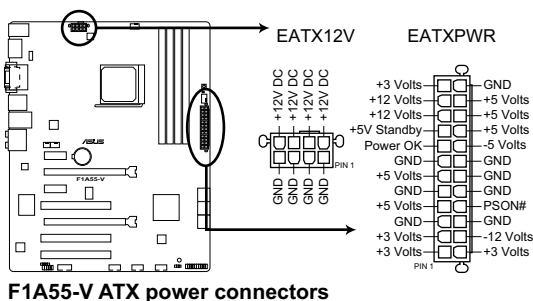 EATX12V
EATXPWR
+12V DC
+12V DC
+12V DC
+12V DC
PIN 1
GND
GND
GND
GND
+3 Volts
GND
+12 Volts
+5 Volts
+12 Volts
+5 Volts
+5V Standby
+5 Volts
Power OK
-5 Volts
GND
GND
+5 Volts
GND
GND
GND
+5 Volts
PSON#
GND
GND
+3 Volts
-12 Volts
+3 Volts
+3 Volts
PIN 1
/SUS
F1A55-V
F1A55-V ATX power connectors